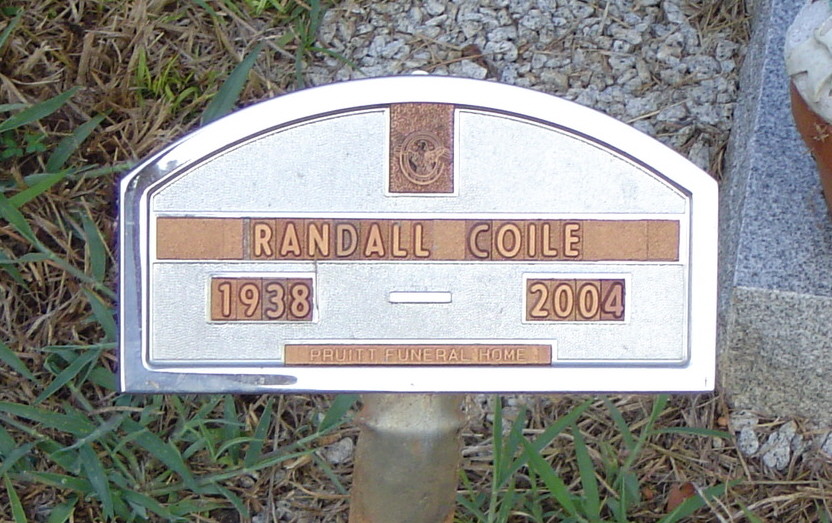 RANDALL COILE
1938 — 2004
PRUITT FUNERAL HOME